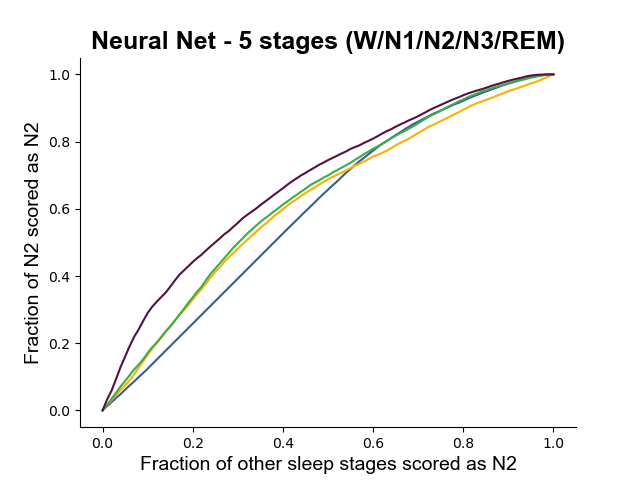 Neural Net - 5 stages (W/N1/N2/N3/REM)
1.0
0.8
0.6
0.4
0.2
0.0
Fraction of N2 scored as N2
0.0 0.2 0.4 0.6 0.8 1.0
Fraction of other sleep stages scored as N2